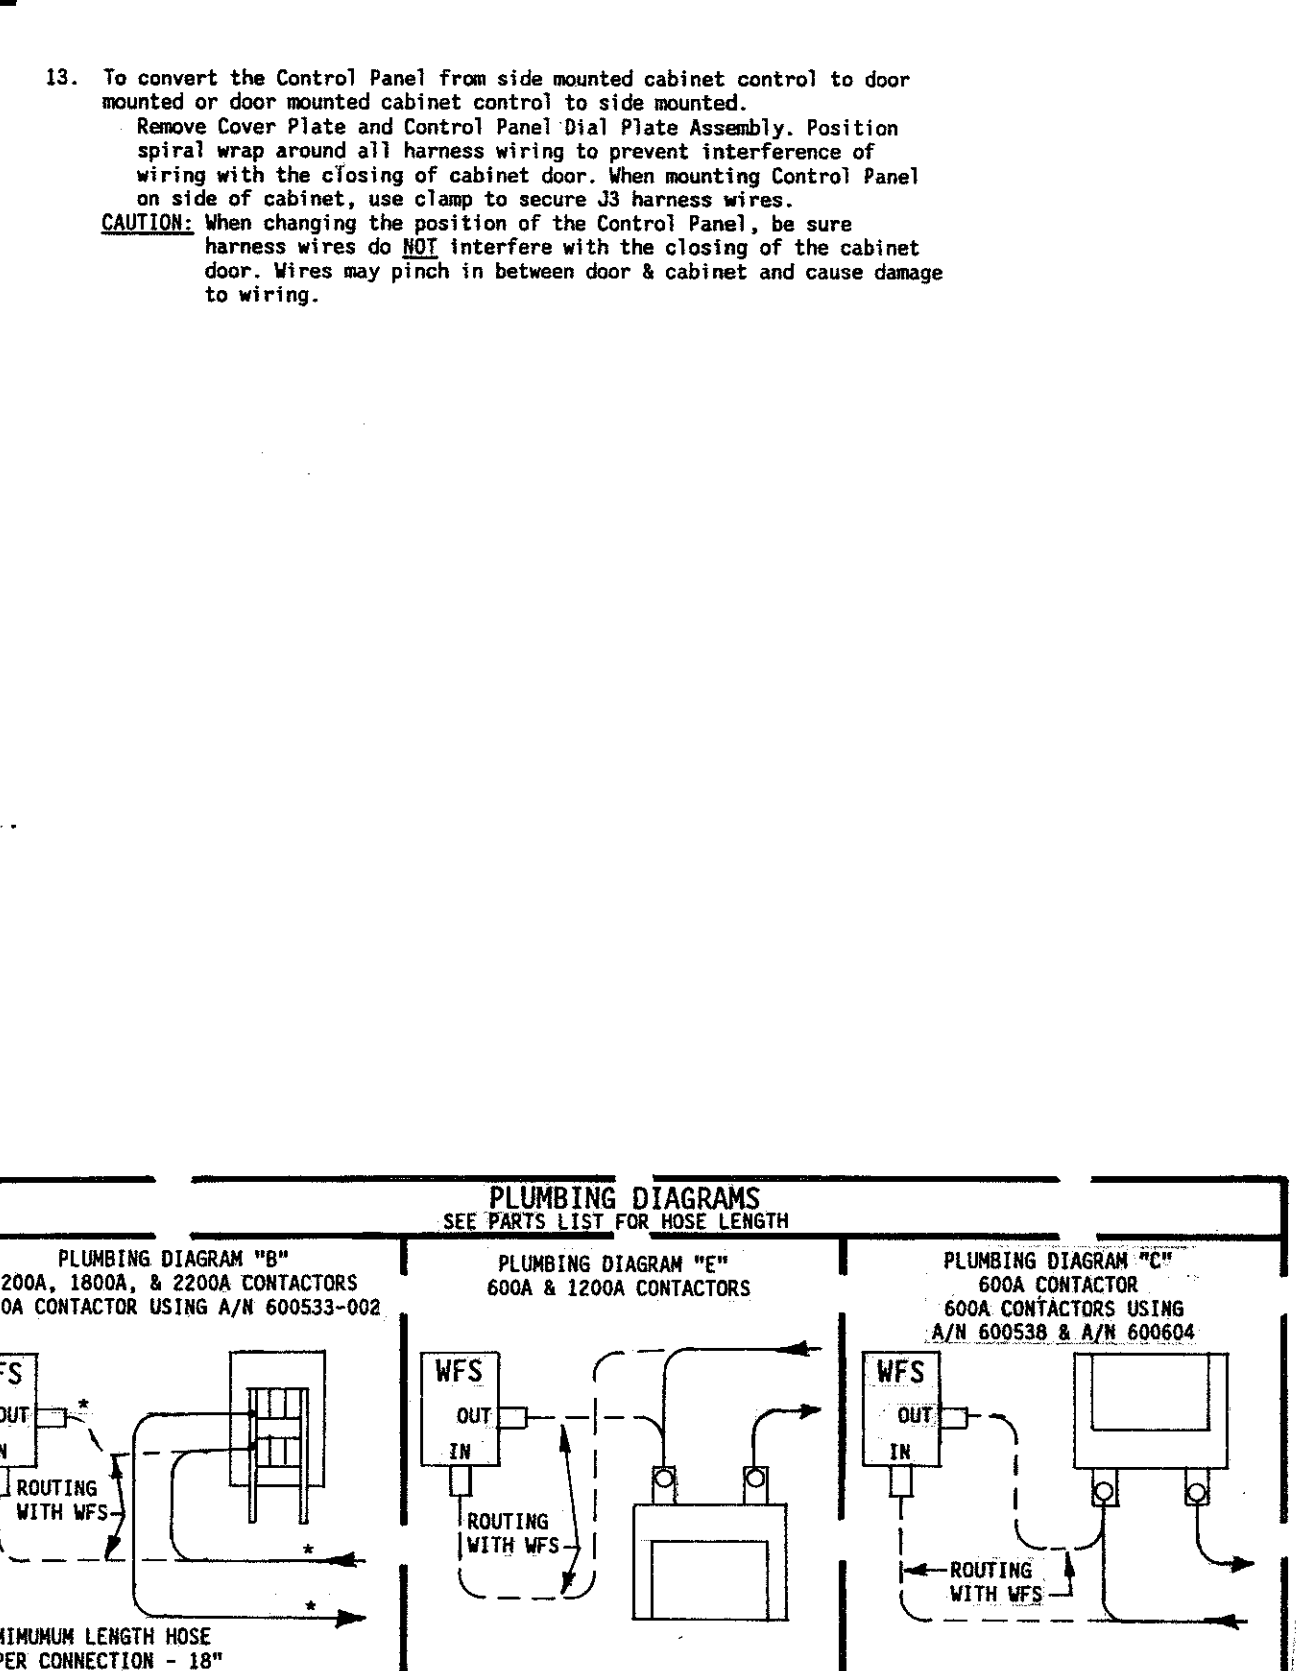 13. To convert the Control Panel from side mounted cabinet control to door
mounted or door mounted cabinet control to side mounted.
Remove Cover Plate and Control Panel Dial Plate Assembly. Position
spiral wrap around all harness wiring to prevent interference of
wiring with the closing of cabinet door. When mounting Control Panel
on side of cabinet, use clamp to secure J3 harness wires.
CAUTION: When changing the position of the Control Panel, be sure
harness wires do NOT interfere with the closing of the cabinet
door. Wires may pinch in between door & cabinet and cause damage
to wiring.
PLUMBING DIAGRAMS
SEE PARTS LIST FOR HOSE LENGTH
PLUMBING DIAGRAM "B"
200A, 1800A, & 2200A CONTACTORS
0A CONTACTOR USING A/N 600533-002
FS
OUT
*
N
ROUTING
WITH WFS
*
*
MIMUMUM LENGTH HOSE
PER CONNECTION - 18"
PLUMBING DIAGRAM "E"
600A & 1200A CONTACTORS
WFS
OUT
IN
ROUTING
WITH WFS
PLUMBING DIAGRAM "C"
600A CONTACTOR
600A CONTACTORS USING
A/N 600538 & A/N 600604
WFS
OUT
IN
ROUTING
WITH WFS